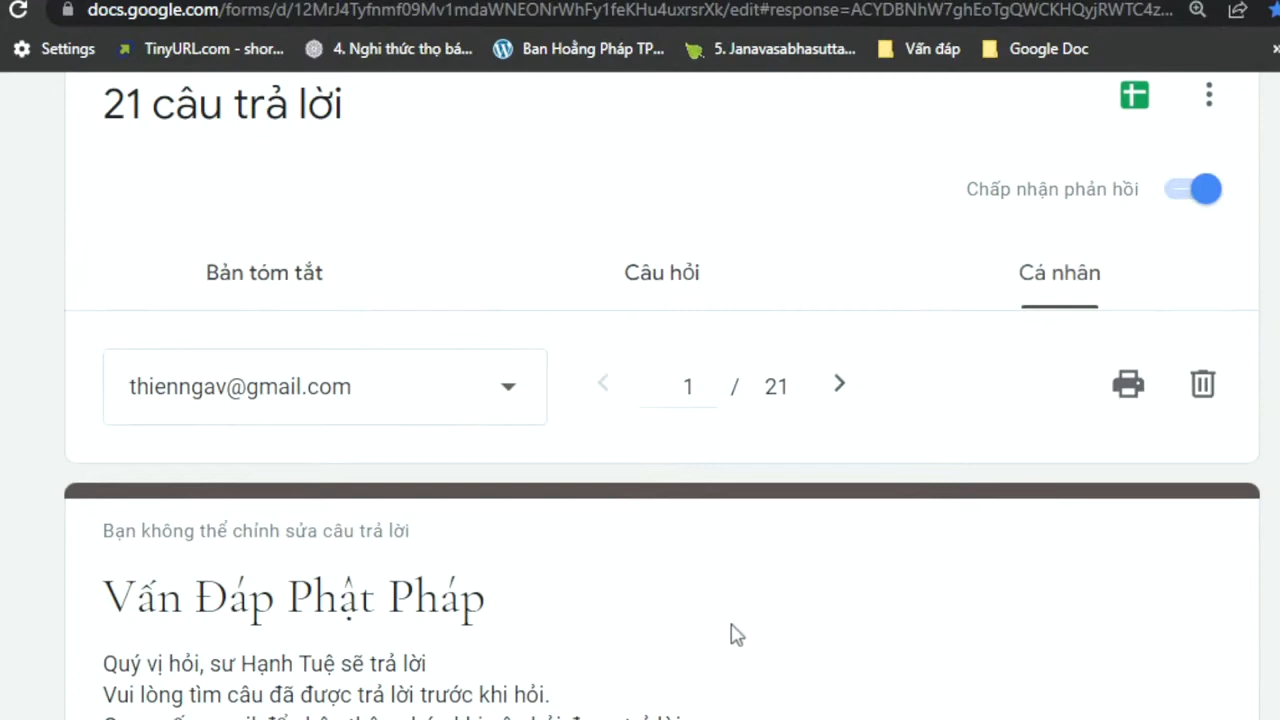 docs.google.com/forms/d/12MrJ4Tyfnmf09Mv1mdaWNEONrWhFy1feKHu4uxrsrXk/edit#response=ACYDBNhW7ghEoTgQWCKHQyjRWTC4z...
Settings TinyURL.com - shor... 4. Nghi thức thọ bá... Ban Hoằng Pháp TP... 5. Janavasabhasutta... Vấn đáp Google Doc
21 câu trả lời
Chấp nhận phản hồi
Bản tóm tắt Câu hỏi Cá nhân
thienngav@gmail.com 1 / 21
Bạn không thể chỉnh sửa câu trả lời
Vấn Đáp Phật Pháp
Quý vị hỏi, sư Hạnh Tuệ sẽ trả lời
Vui lòng tìm câu đã được trả lời trước khi hỏi.